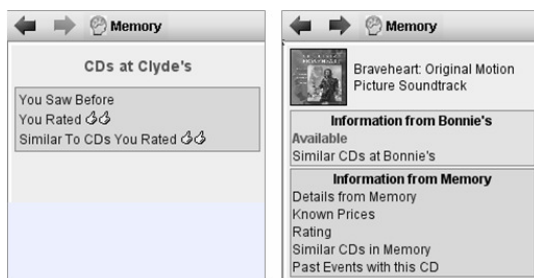 Memory
CDs at Clyde's
You Saw Before
You Rated
Similar To CDs You Rated
Memory
Braveheart: Original Motion
Picture Soundtrack
Information from Bonnie's
Available
Similar CDs at Bonnie's
Information from Memory
Details from Memory
Known Prices
Rating
Similar CDs in Memory
Past Events with this CD